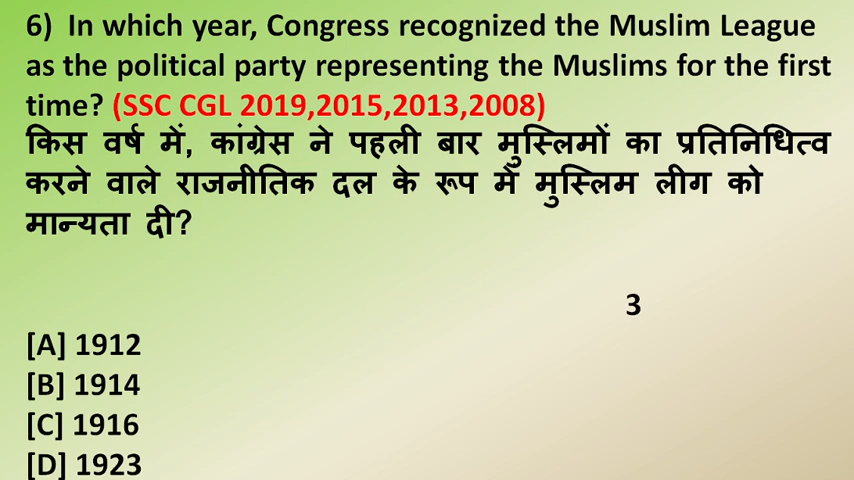 6) In which year, Congress recognized the Muslim League
as the political party representing the Muslims for the first
time? (SSC CGL 2019,2015,2013,2008)
किस वर्ष में, कांग्रेस ने पहली बार मुस्लिमों का प्रतिनिधित्व
करने वाले राजनीतिक दल के रूप में मुस्लिम लीग को
मान्यता दी?
3
[A] 1912
[B] 1914
[C] 1916
[D] 1923